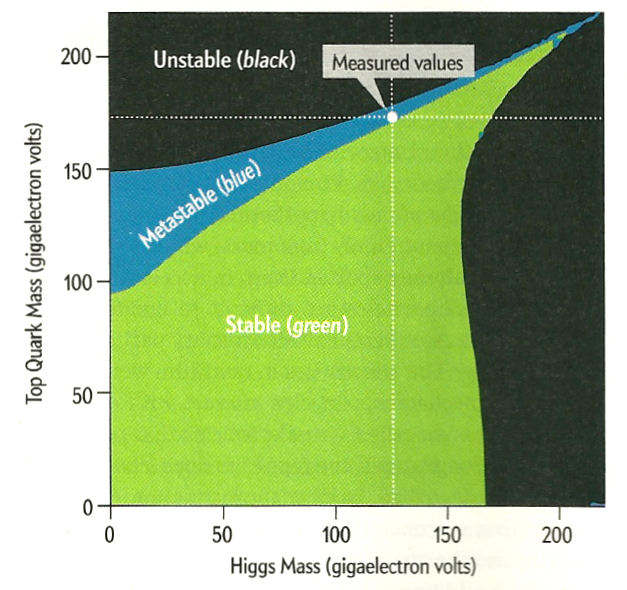 200
Unstable (black)
Measured values
150
Metastable (blue)
100
Stable (green)
50
0
Top Quark Mass (gigaelectron volts)
0 50 100 150 200
Higgs Mass (gigaelectron volts)